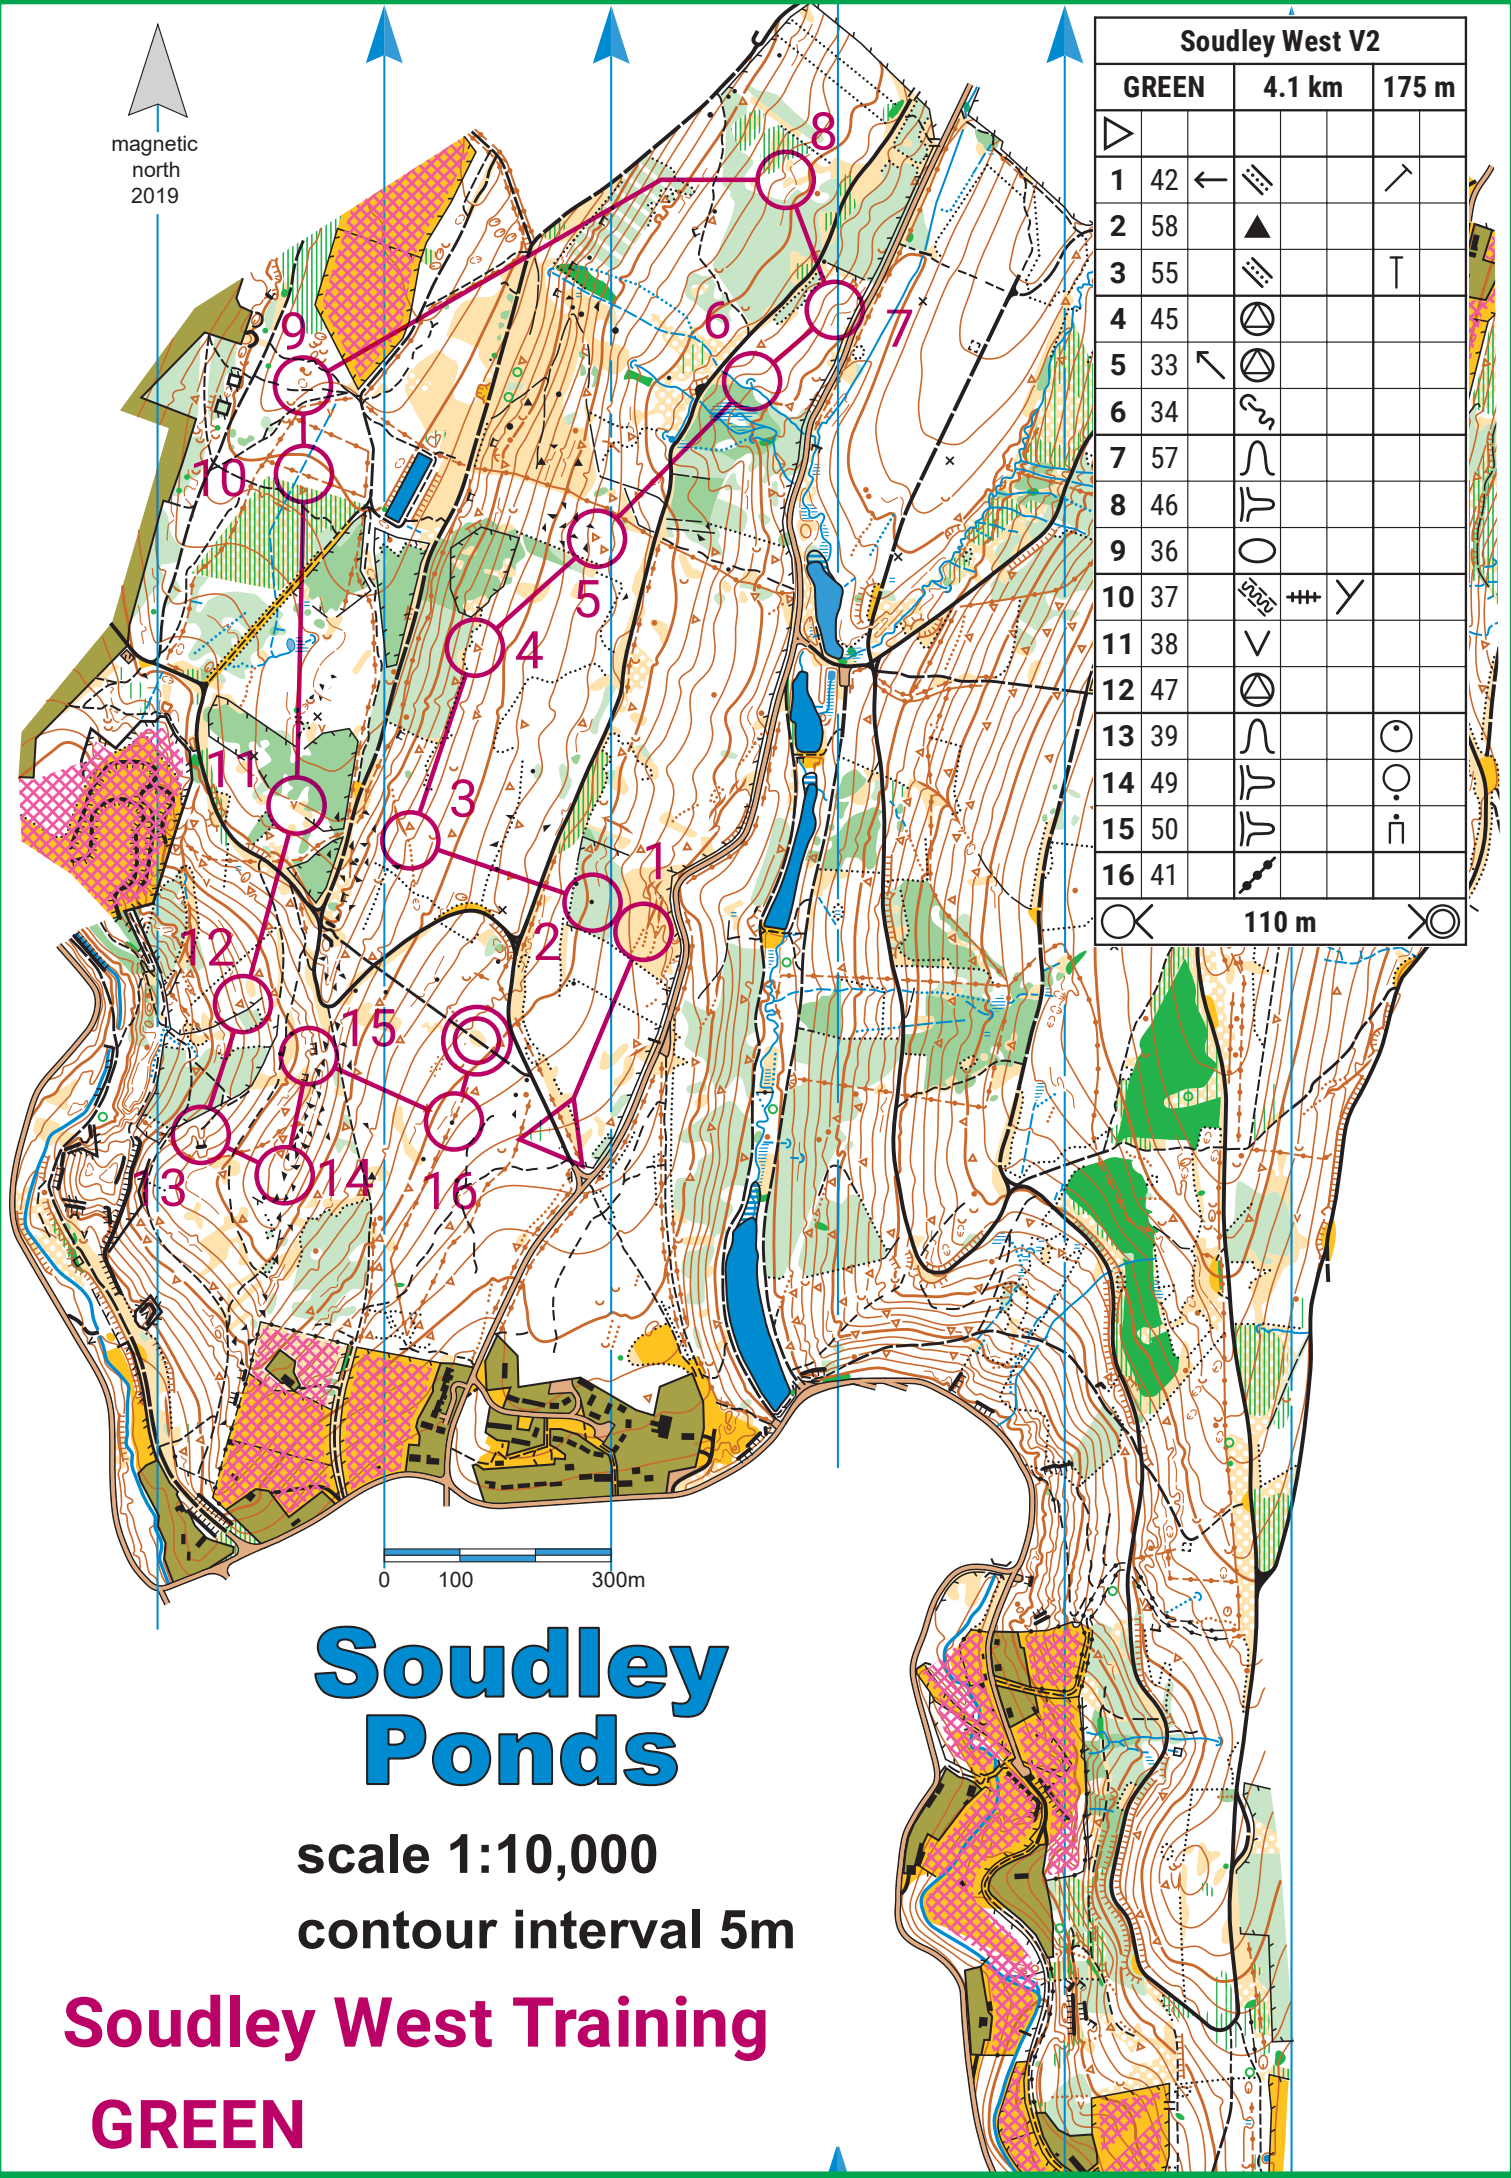 magnetic
north
2019
Soudley West V2
GREEN 4.1 km 175 m
1 42
2 58
3 55
4 45
5 33
6 34
7 57
8 46
9 36
10 37
11 38
12 47
13 39
14 49
15 50
16 41
110 m
8
7
6
9
10
5
4
3
11
1
2
12
15
13
14
16
0 100 300m
Soudley
Ponds
scale 1:10,000
contour interval 5m
Soudley West Training
GREEN